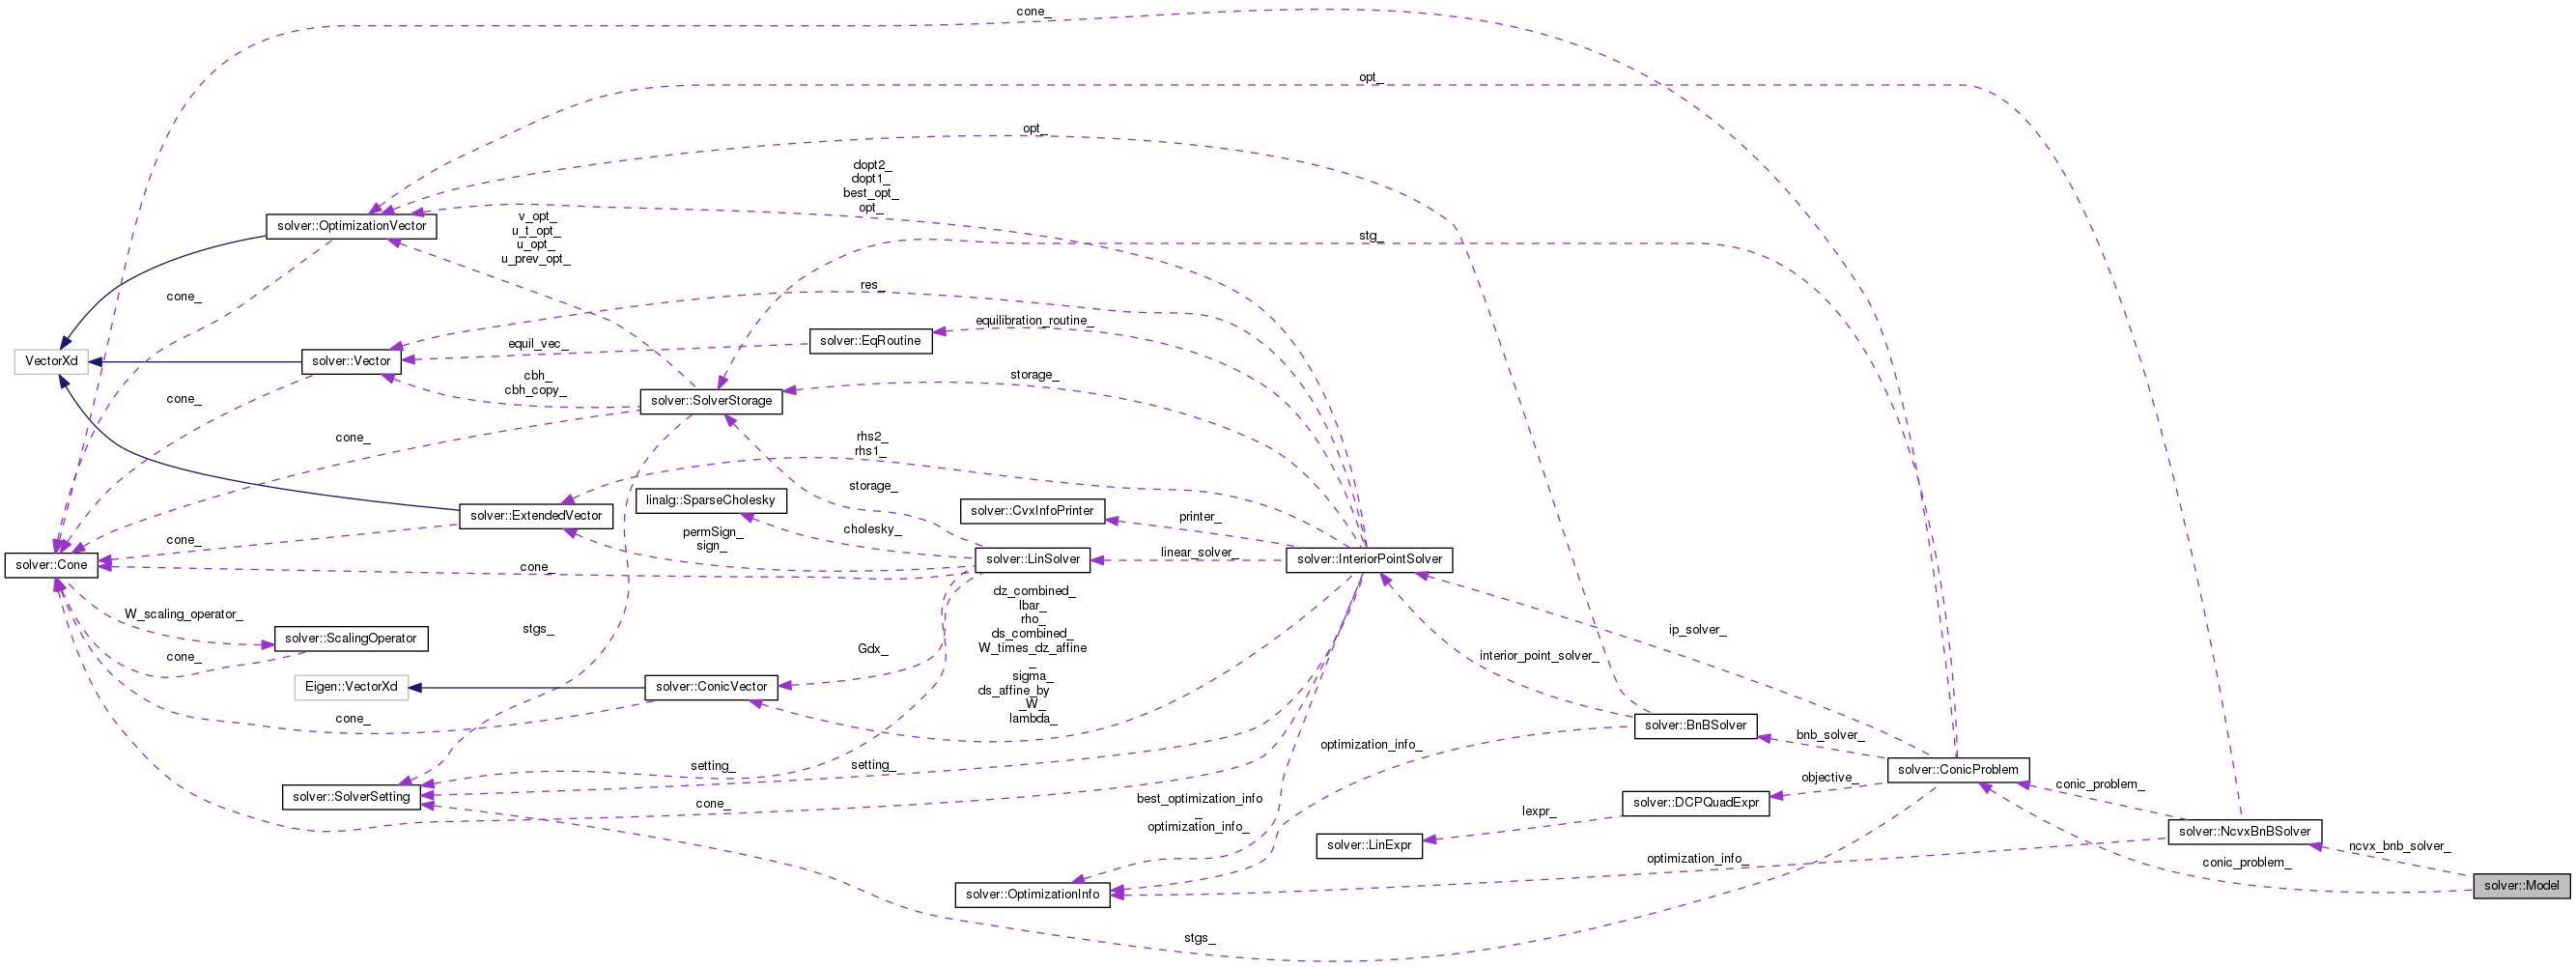 cone_
opt_
opt_
dopt2_
dopt1_
best_opt_
opt_
v_opt_
u_t_opt_
u_opt_
u_prev_opt_
solver::OptimizationVector
stg_
cone_
res_
equilibration_routine_
solver::EqRoutine
equil_vec_
VectorXd
solver::Vector
cbh_
cbh_copy_
storage_
solver::SolverStorage
cone_
cone_
rhs2_
rhs1_
storage_
linalg::SparseCholesky
solver::CvxInfoPrinter
printer_
solver::ExtendedVector
permSign_
sign_
cholesky_
cone_
linear_solver_
solver::LinSolver
solver::InteriorPointSolver
solver::Cone
cone_
W_scaling_operator_
solver::ScalingOperator
cone_
stgs_
Gdx_
dz_combined_
lbar_
rho_
ds_combined_
W_times_dz_affine
_
sigma_
ds_affine_by
_W_
lambda_
ip_solver_
interior_point_solver_
Eigen::VectorXd
solver::ConicVector
cone_
solver::BnBSolver
bnb_solver_
optimization_info_
setting_
setting_
solver::ConicProblem
objective_
conic_problem_
solver::SolverSetting
cone_
best_optimization_info
_
optimization_info_
solver::DCPQuadExpr
lexpr_
solver::LinExpr
solver::NcvxBnBSolver
ncvx_bnb_solver_
optimization_info_
conic_problem_
solver::OptimizationInfo
solver::Model
stgs_